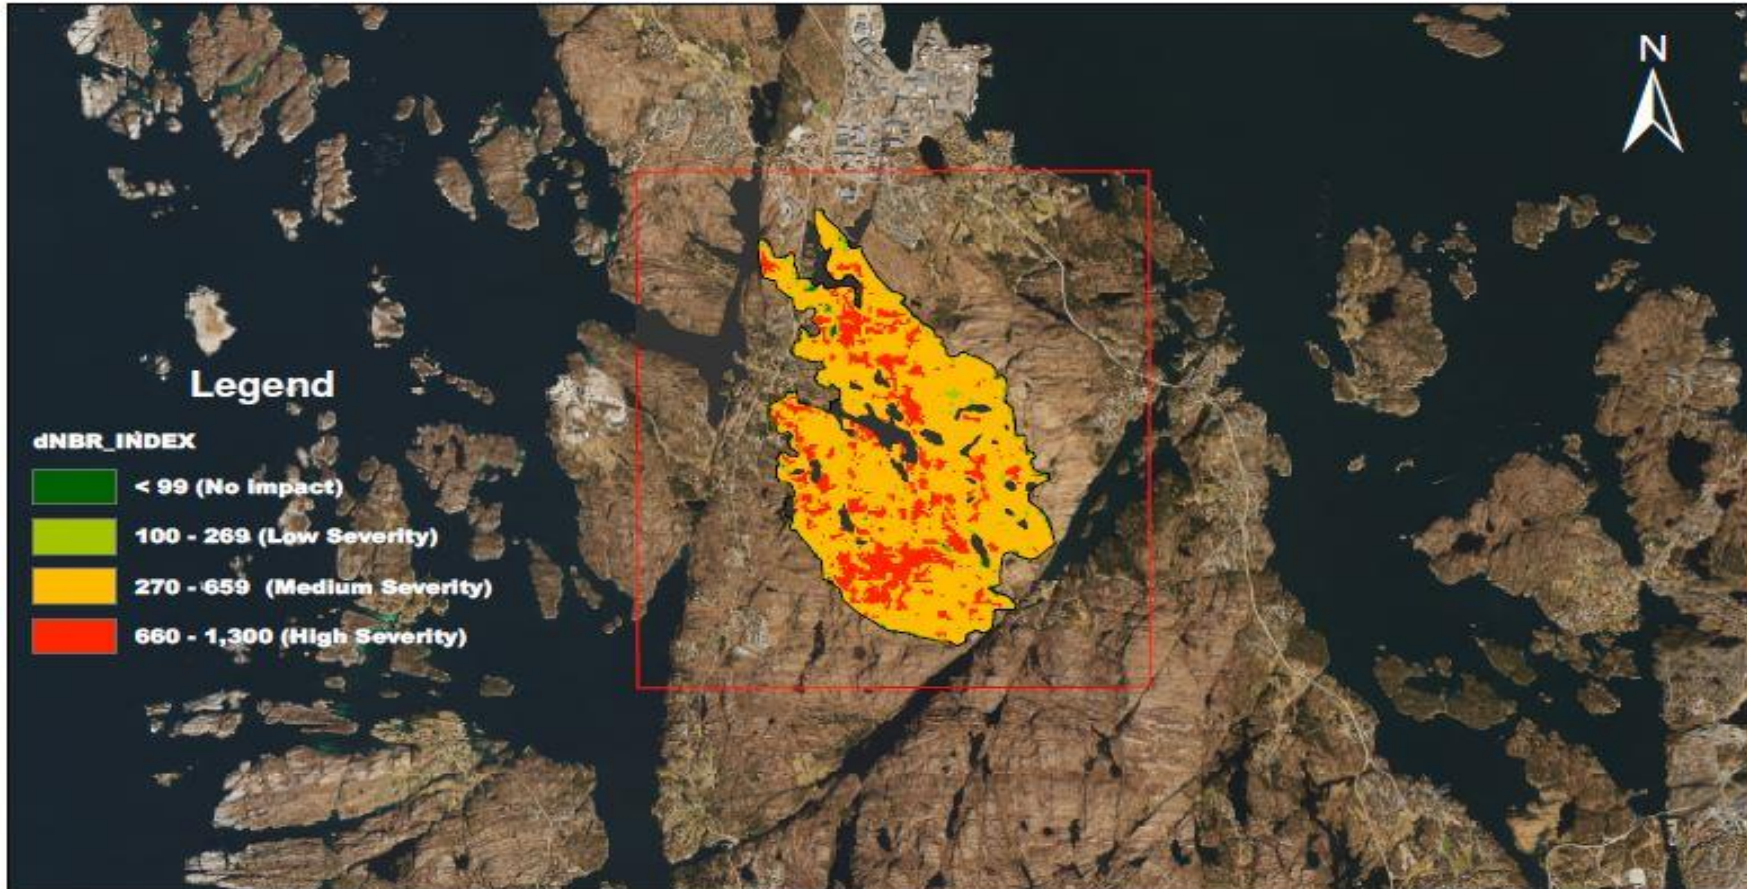 N
Legend
dNBR_INDEX
< 99 (No Impact)
100 - 269 (Low Severity)
270 - 659 (Medium Severity)
660 - 1,300 (High Severity)